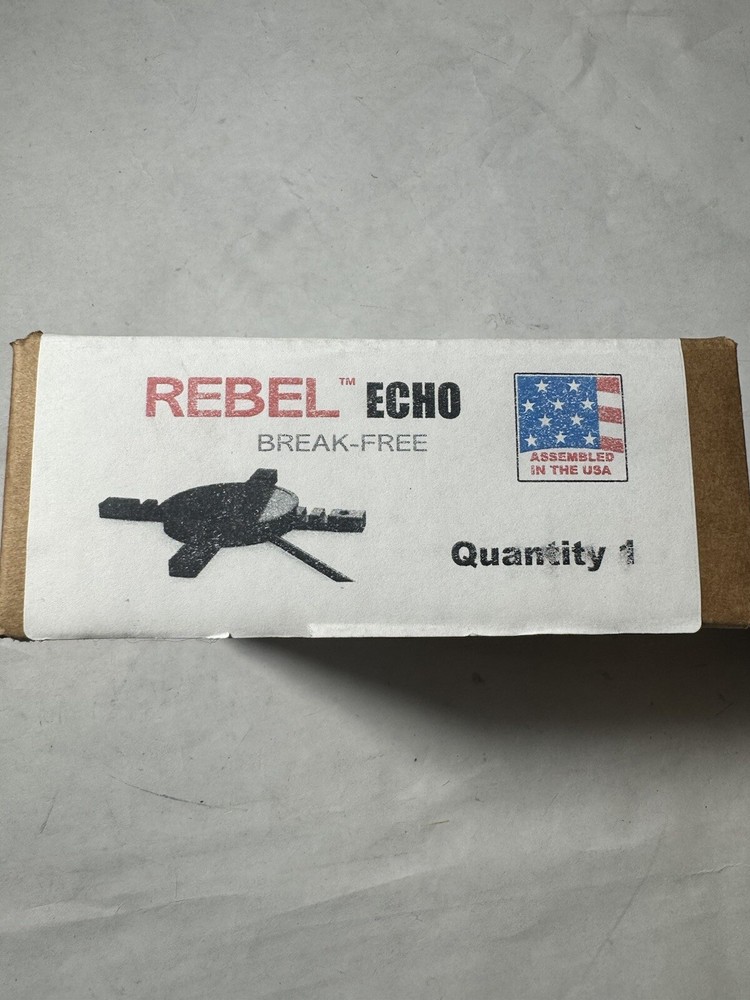 REBEL™ ECHO
BREAK-FREE
ASSEMBLED
IN THE USA
Quantity 1